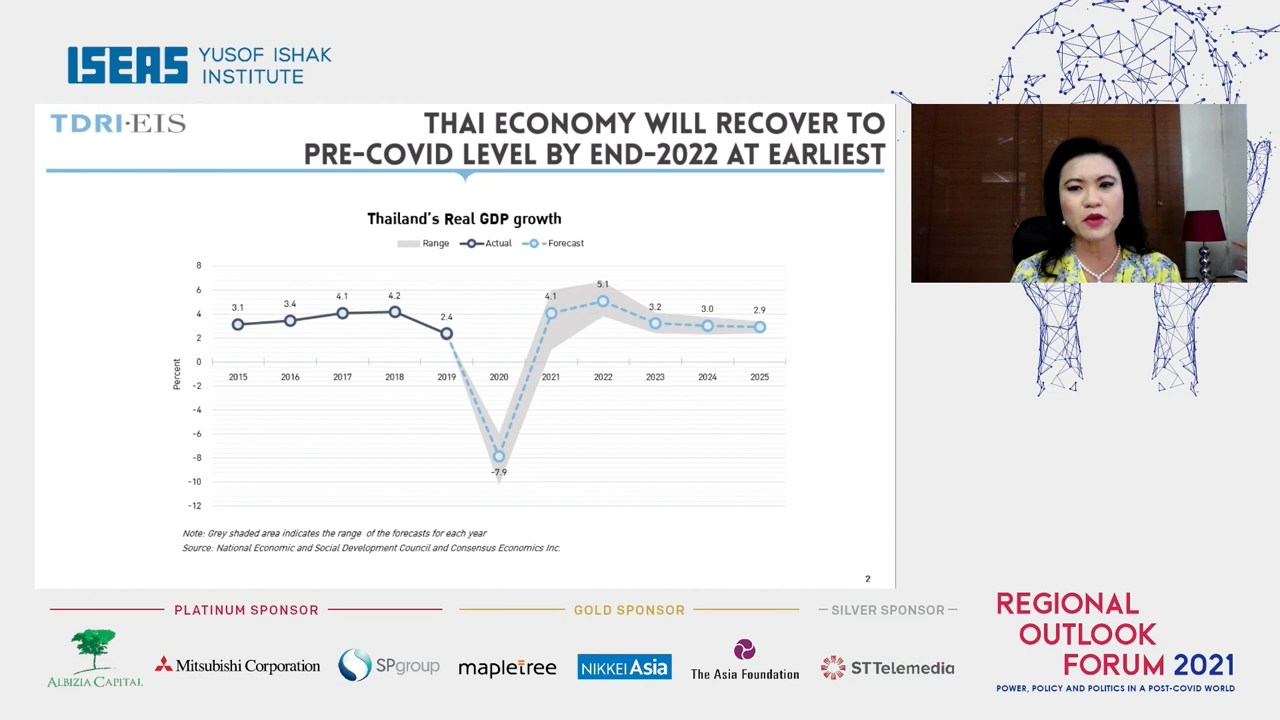 ISEAS YUSOF ISHAK
INSTITUTE
TDRI·EIS
THAI ECONOMY WILL RECOVER TO
PRE-COVID LEVEL BY END-2022 AT EARLIEST
Thailand's Real GDP growth
Range Actual Forecast
8
6
4
2
0
-2
-4
-6
-8
-10
-12
Percent
3.1 3.4 4.1 4.2 2.4 -7.9 4.1 5.1 3.2 3.0 2.9
2015 2016 2017 2018 2019 2020 2021 2022 2023 2024 2025
Note: Grey shaded area indicates the range of the forecasts for each year
Source: National Economic and Social Development Council and Consensus Economics Inc.
2
PLATINUM SPONSOR GOLD SPONSOR SILVER SPONSOR
ALBIZIA CAPITAL Mitsubishi Corporation SPgroup mapletree NIKKEI Asia The Asia Foundation ST Telemedia
REGIONAL
OUTLOOK
FORUM 2021
POWER, POLICY AND POLITICS IN A POST-COVID WORLD